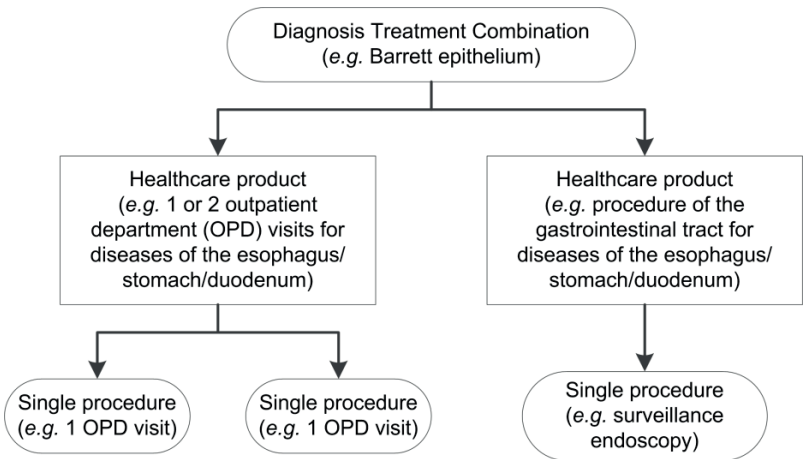 Diagnosis Treatment Combination
(e.g. Barrett epithelium)
Healthcare product
(e.g. 1 or 2 outpatient
department (OPD) visits for
diseases of the esophagus/
stomach/duodenum)
Healthcare product
(e.g. procedure of the
gastrointestinal tract for
diseases of the esophagus/
stomach/duodenum)
Single procedure
(e.g. 1 OPD visit)
Single procedure
(e.g. 1 OPD visit)
Single procedure
(e.g. surveillance
endoscopy)